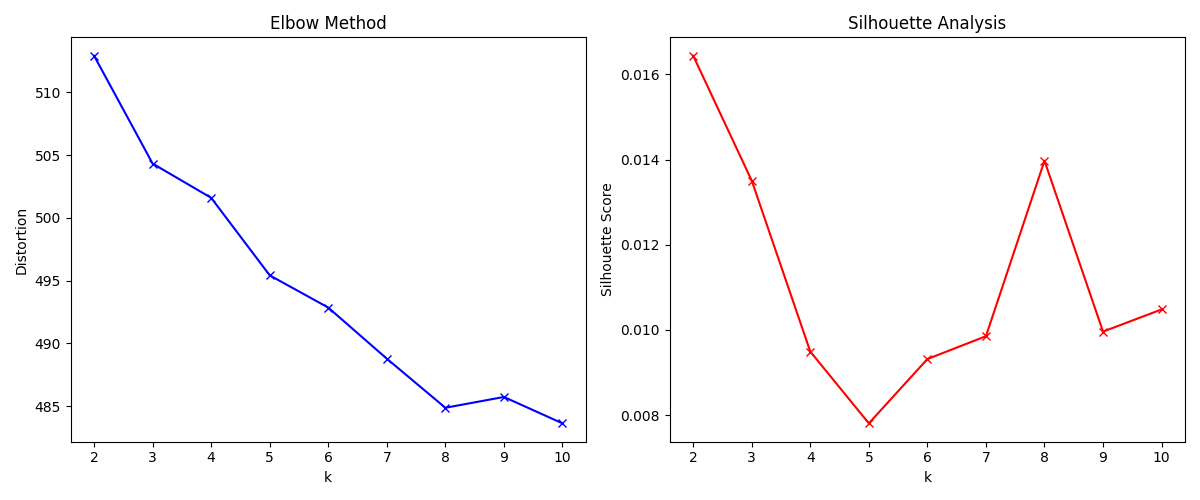 Elbow Method
Distortion
510
505
500
495
490
485
2 3 4 5 6 7 8 9 10
k
Silhouette Analysis
Silhouette Score
0.016
0.014
0.012
0.010
0.008
2 3 4 5 6 7 8 9 10
k